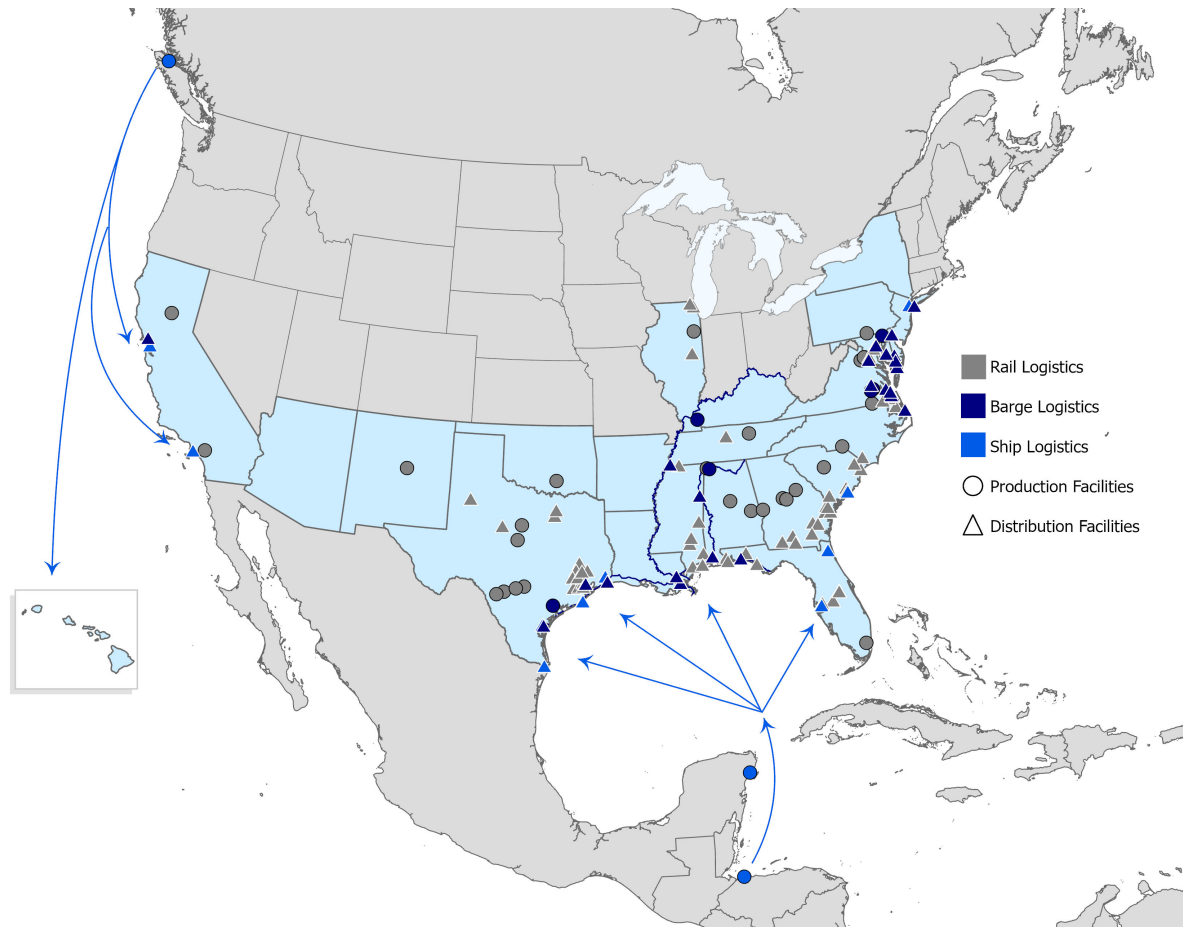 Rail Logistics
Barge Logistics
Ship Logistics
Production Facilities
Distribution Facilities